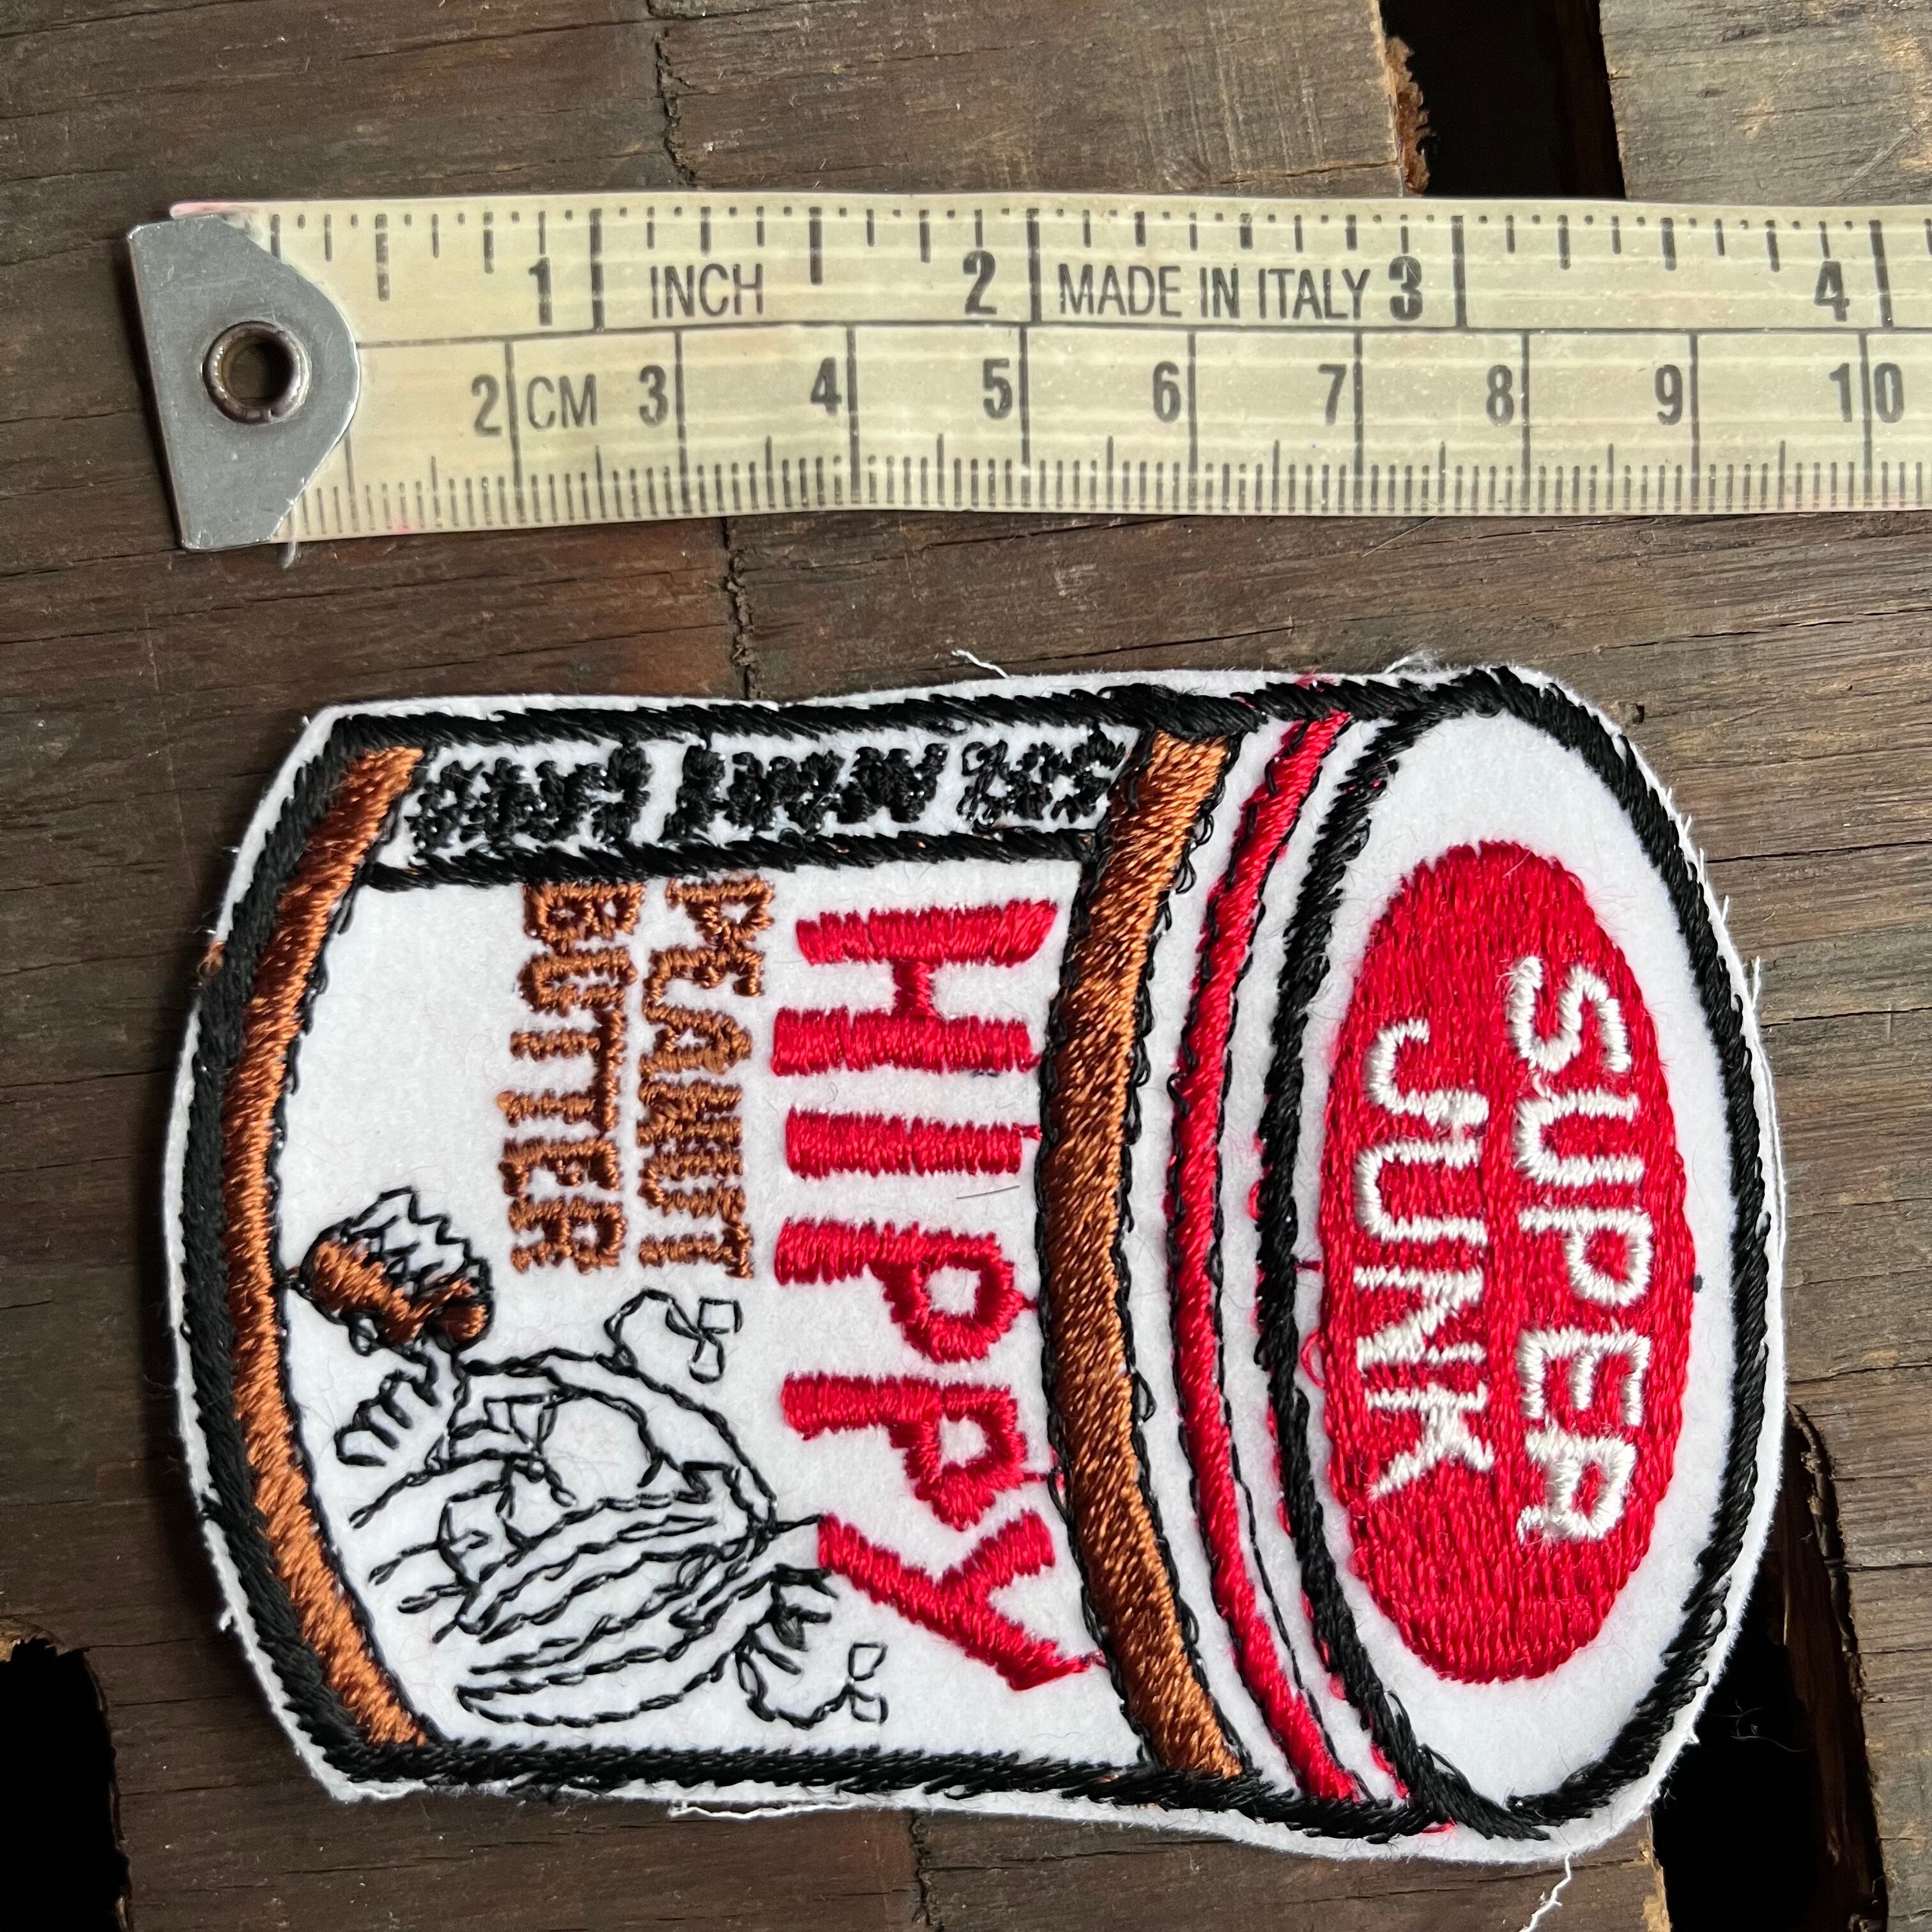 1 INCH 2 MADE IN ITALY 3 4
2 CM 3 4 5 6 7 8 9 10
SUPER
JUNK
HIPPY
PEANUT
BUTTER